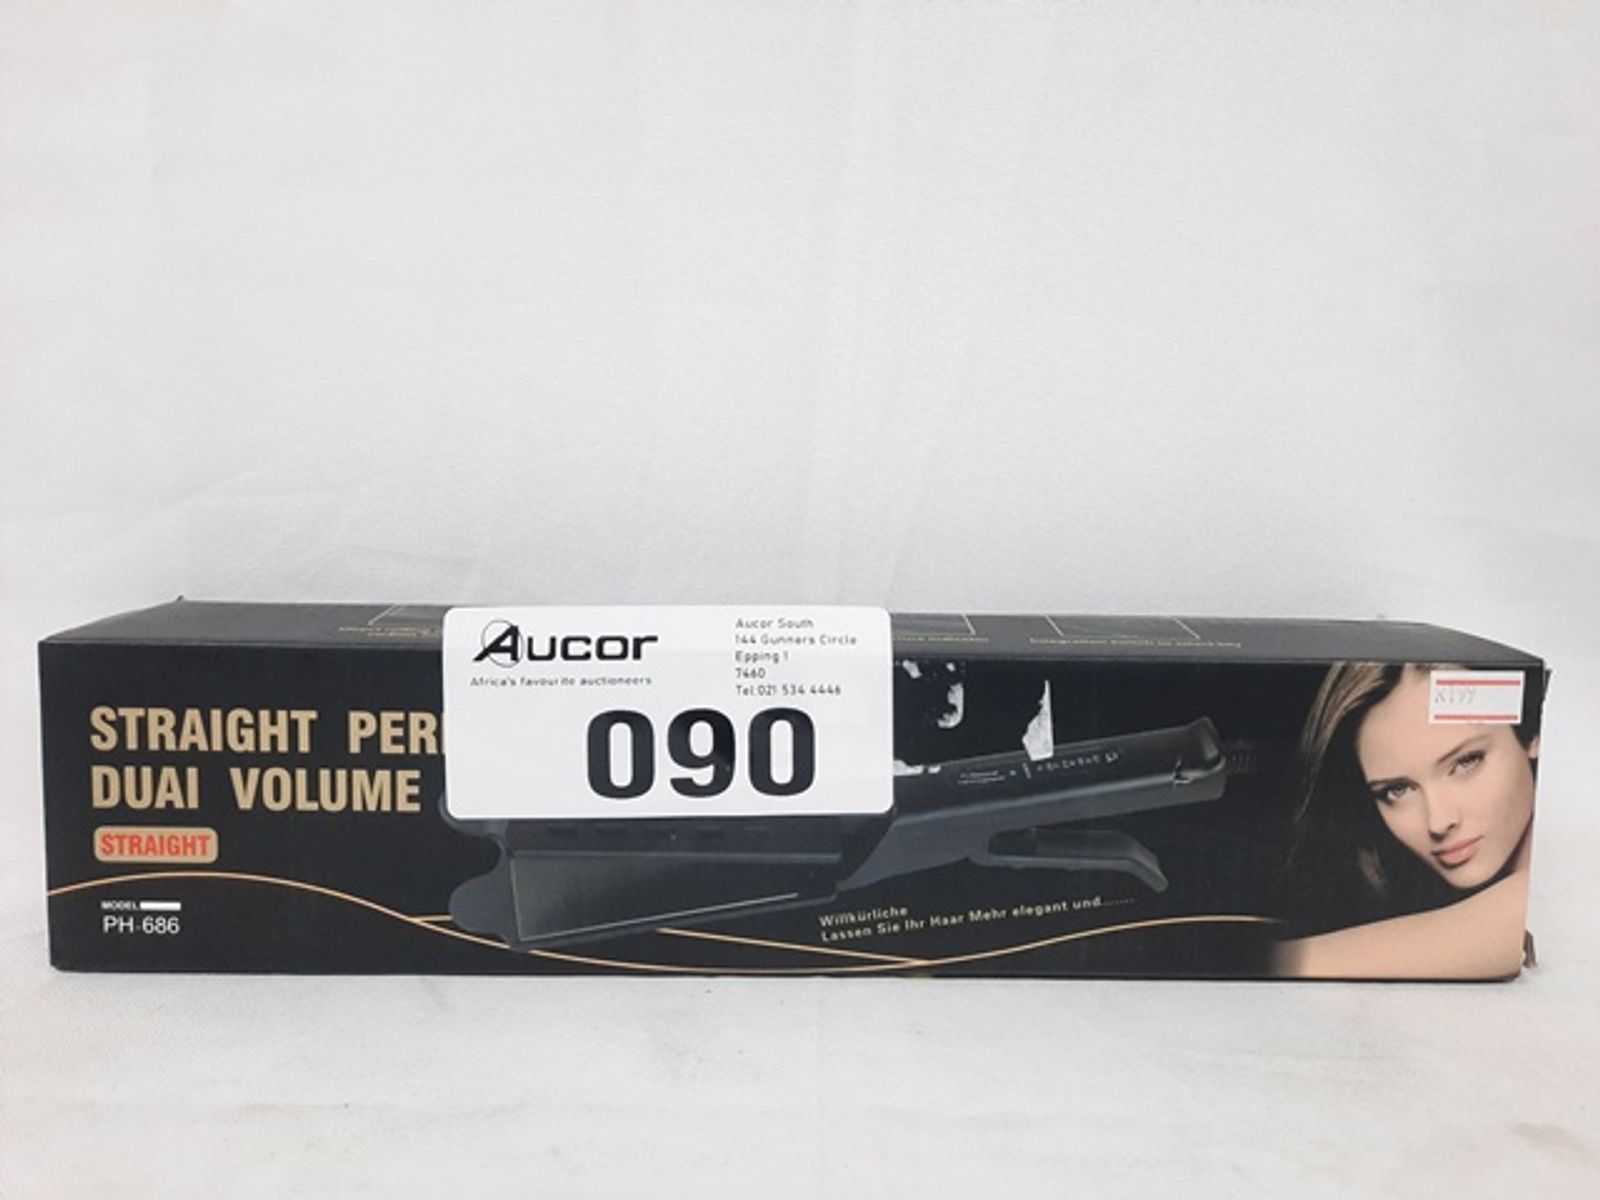 Aucor
Africa's favourite auctioneers
Aucor South
144 Gunners Circle
Epping 1
7460
Tel:021 534 4446
090
STRAIGHT PER
DUAI VOLUME
STRAIGHT
MODEL
PH-686
Willkürliche
Lassen Sie Ihr Haar Mehr elegant und.......